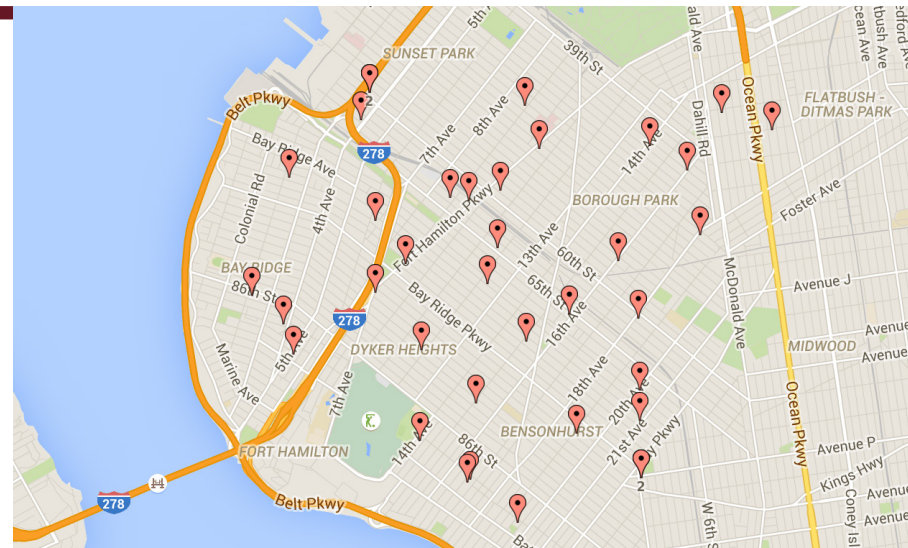 5th Ave
SUNSET PARK
39th St
Belt Pkwy
2
8th Ave
7th Ave
Bay Ridge Ave
278
14th Ave
Dahill Rd
Ocean Pkwy
FLATBUSH -
DITMAS PARK
Colonial Rd
4th Ave
Fort Hamilton Pkwy
BOROUGH PARK
Foster Ave
13th Ave
60th St
BAY RIDGE
86th St
65th St
16th Ave
McDonald Ave
Avenue J
278
Bay Ridge Pkwy
Avenue
MIDWOOD
Avenue
Marine Ave
5th Ave
7th Ave
DYKER HEIGHTS
18th Ave
20th Ave
Ocean Pkwy
14th Ave
86th St
BENSONHURST
21st Ave
Avenue P
FORT HAMILTON
2
Kings Hwy
278
Belt Pkwy
W 6th S
Avenue
Coney Isl
Avenue